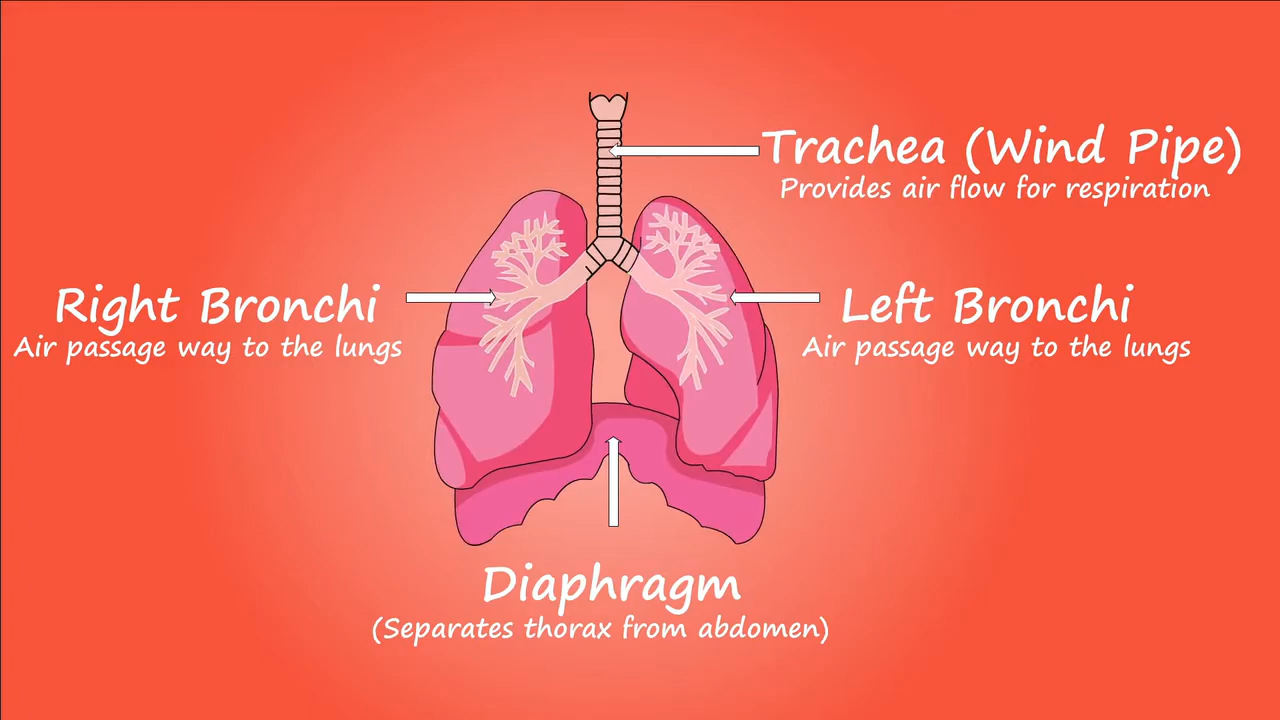 Trachea (Wind Pipe)
Provides air flow for respiration
Right Bronchi
Air passage way to the lungs
Left Bronchi
Air passage way to the lungs
Diaphragm
(Separates thorax from abdomen)